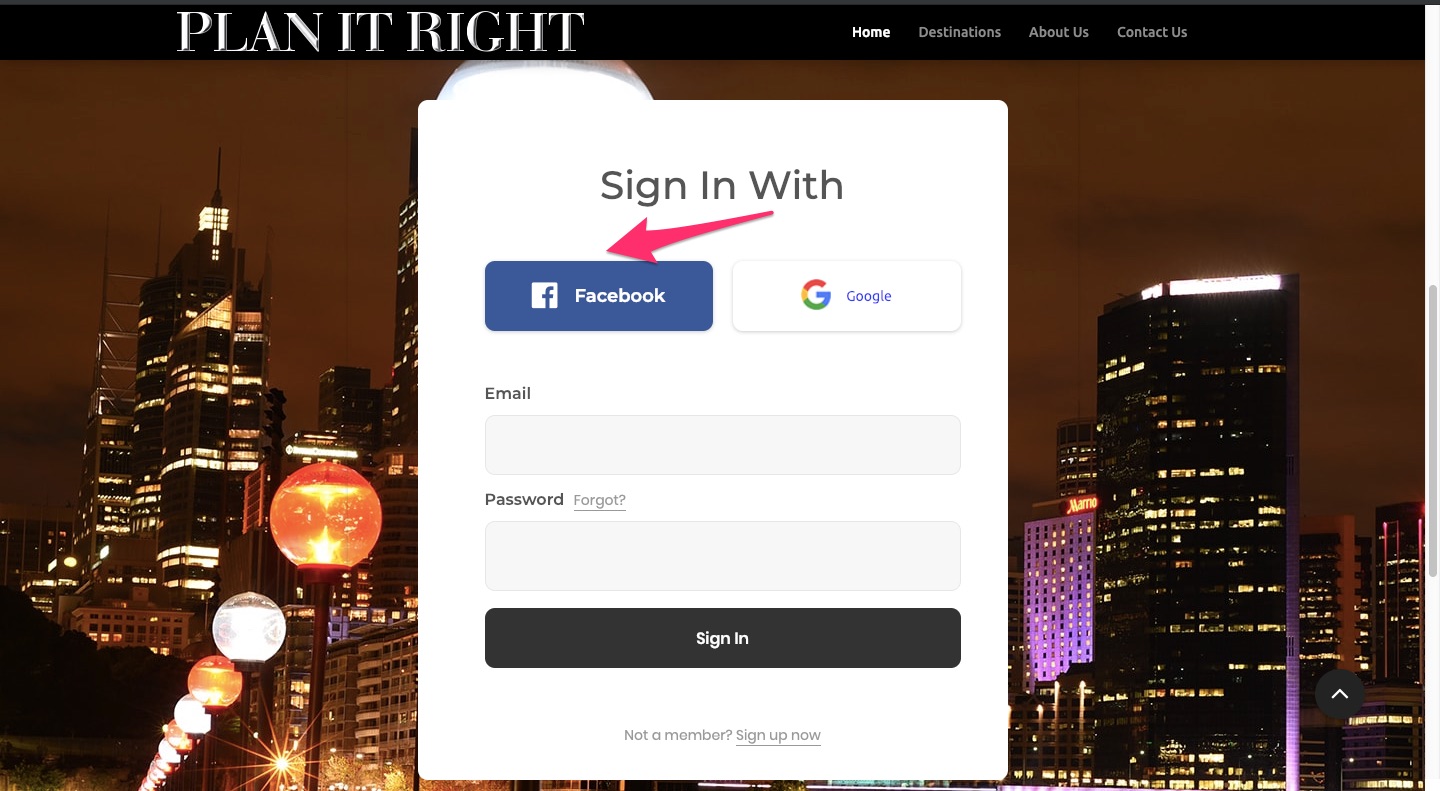 PLAN IT RIGHT
Home Destinations About Us Contact Us
Sign In With
Facebook Google
Email
Password Forgot?
Sign In
Not a member? Sign up now